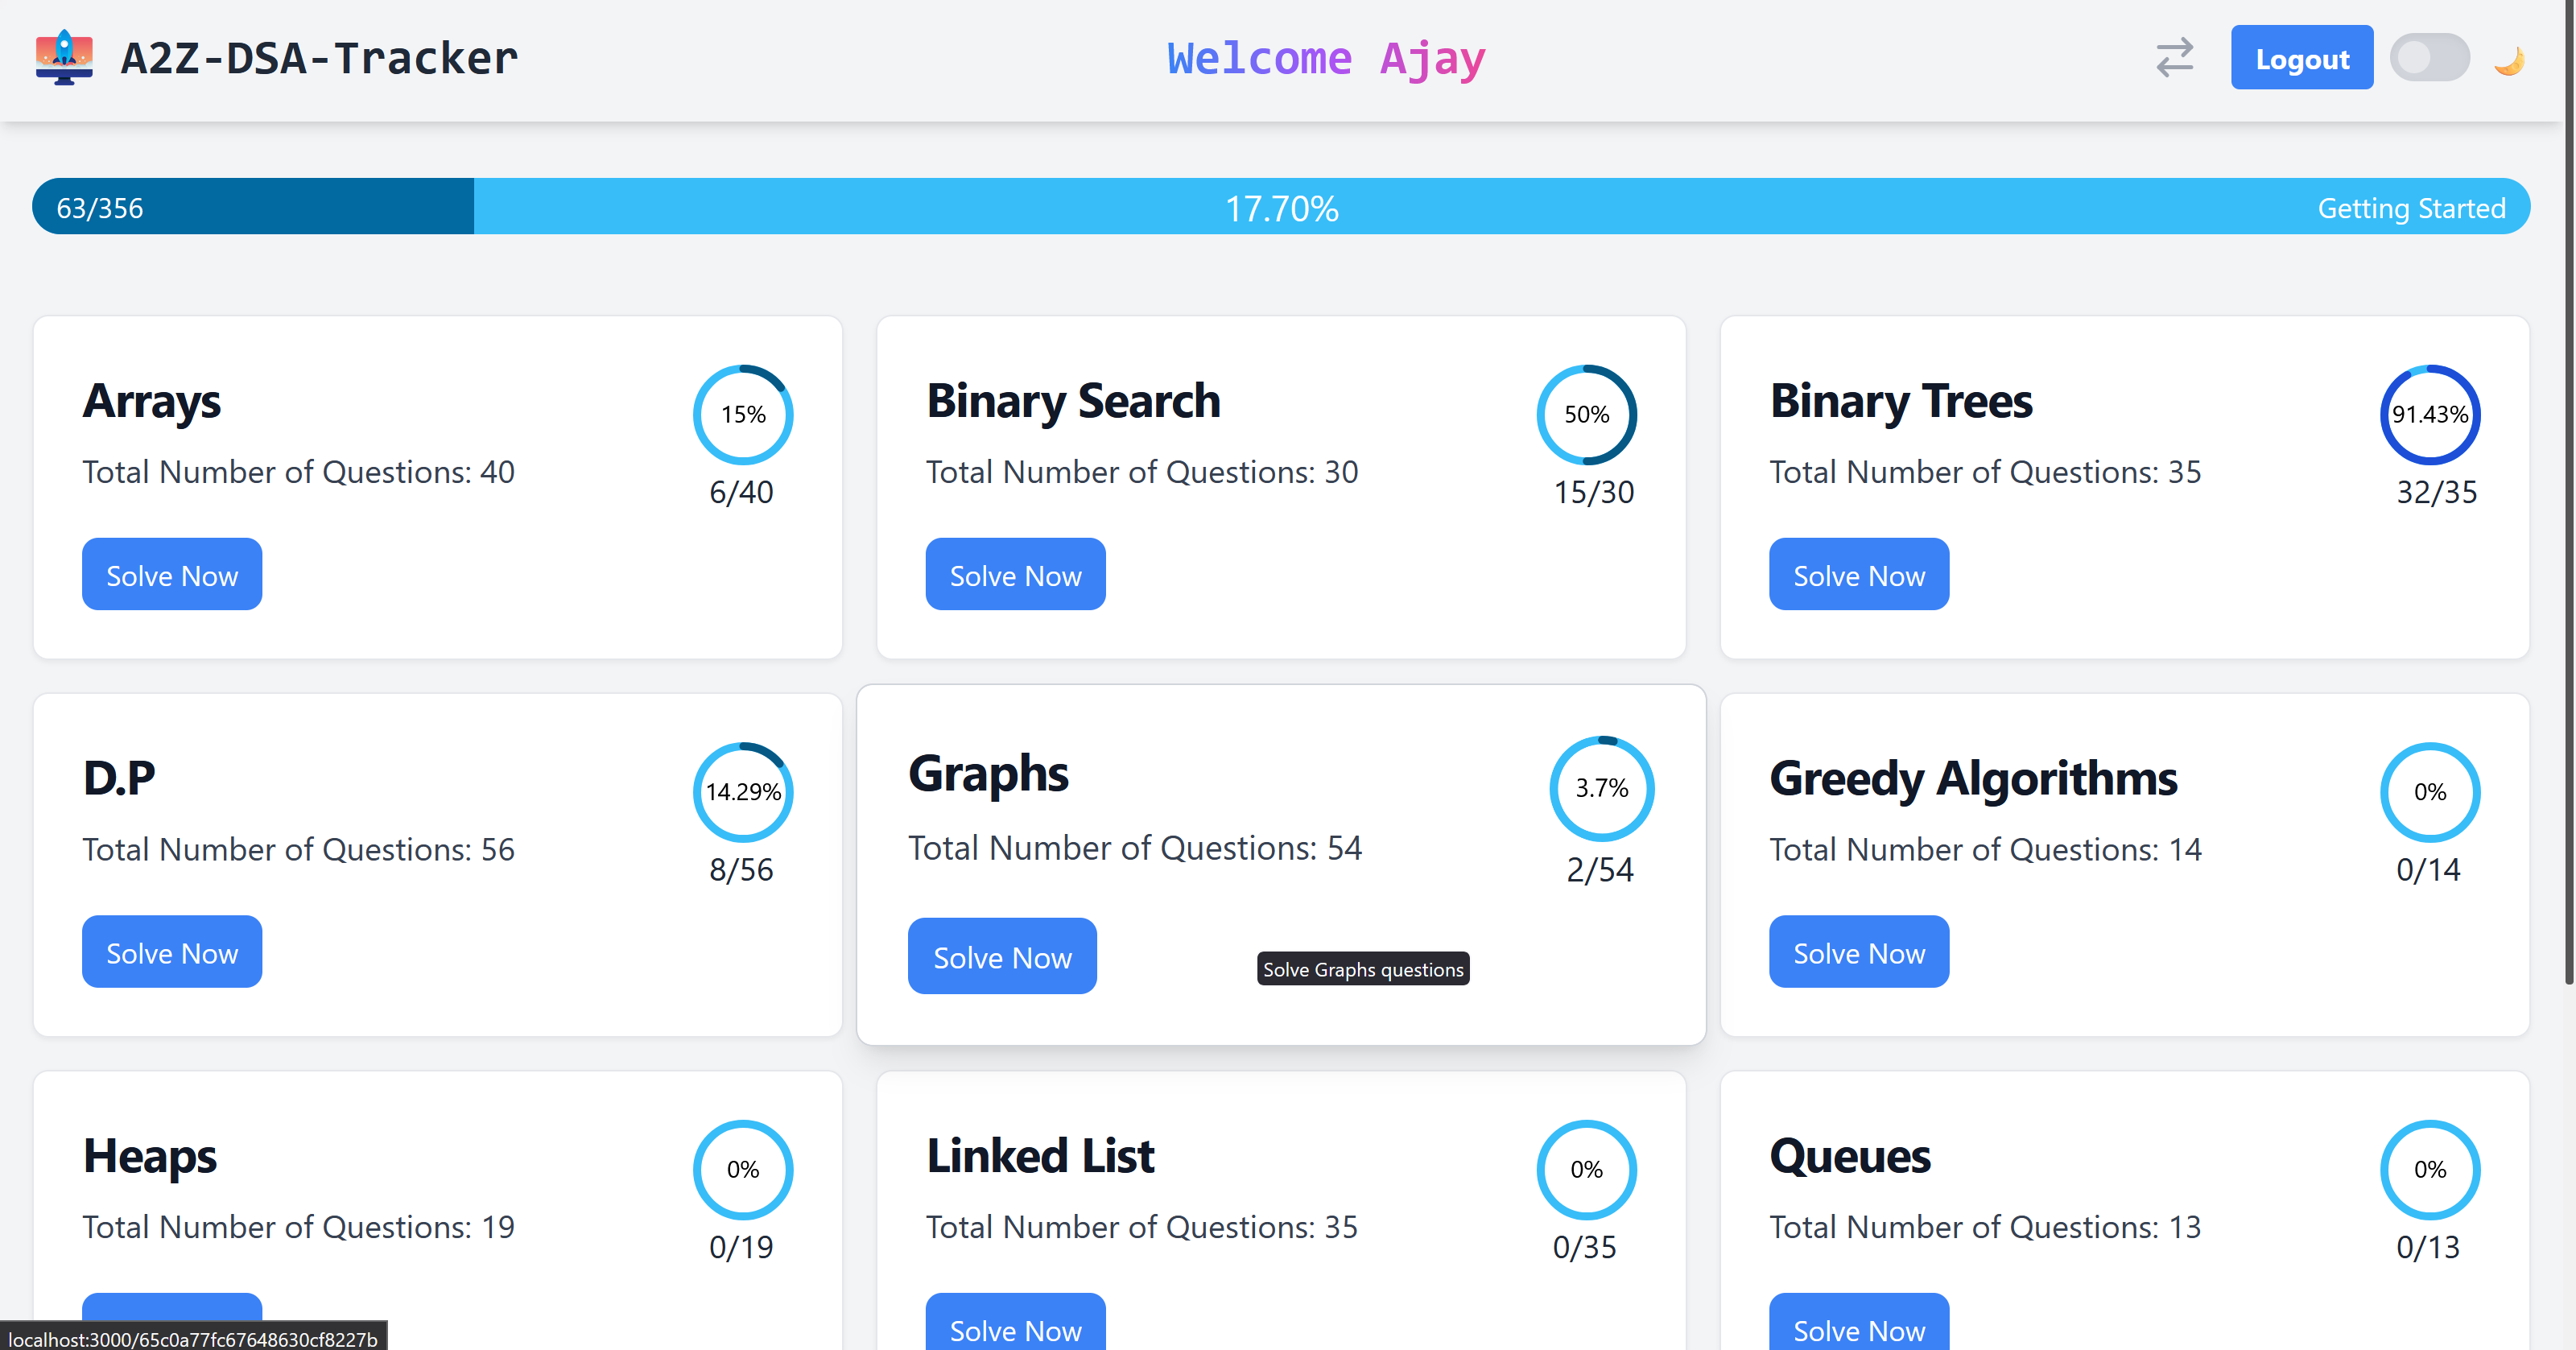 A2Z-DSA-Tracker
Welcome Ajay
Logout
63/356
17.70%
Getting Started
Arrays
15%
Total Number of Questions: 40
6/40
Solve Now
Binary Search
50%
Total Number of Questions: 30
15/30
Solve Now
Binary Trees
91.43%
Total Number of Questions: 35
32/35
Solve Now
D.P
14.29%
Total Number of Questions: 56
8/56
Solve Now
Graphs
3.7%
Total Number of Questions: 54
2/54
Solve Now
Solve Graphs questions
Greedy Algorithms
0%
Total Number of Questions: 14
0/14
Solve Now
Heaps
0%
Total Number of Questions: 19
0/19
Linked List
0%
Total Number of Questions: 35
0/35
Solve Now
Queues
0%
Total Number of Questions: 13
0/13
Solve Now
localhost:3000/65c0a77fc67648630cf8227b